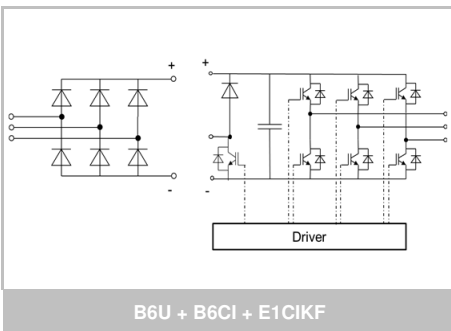 + +
- -
Driver
B6U + B6CI + E1CIKF